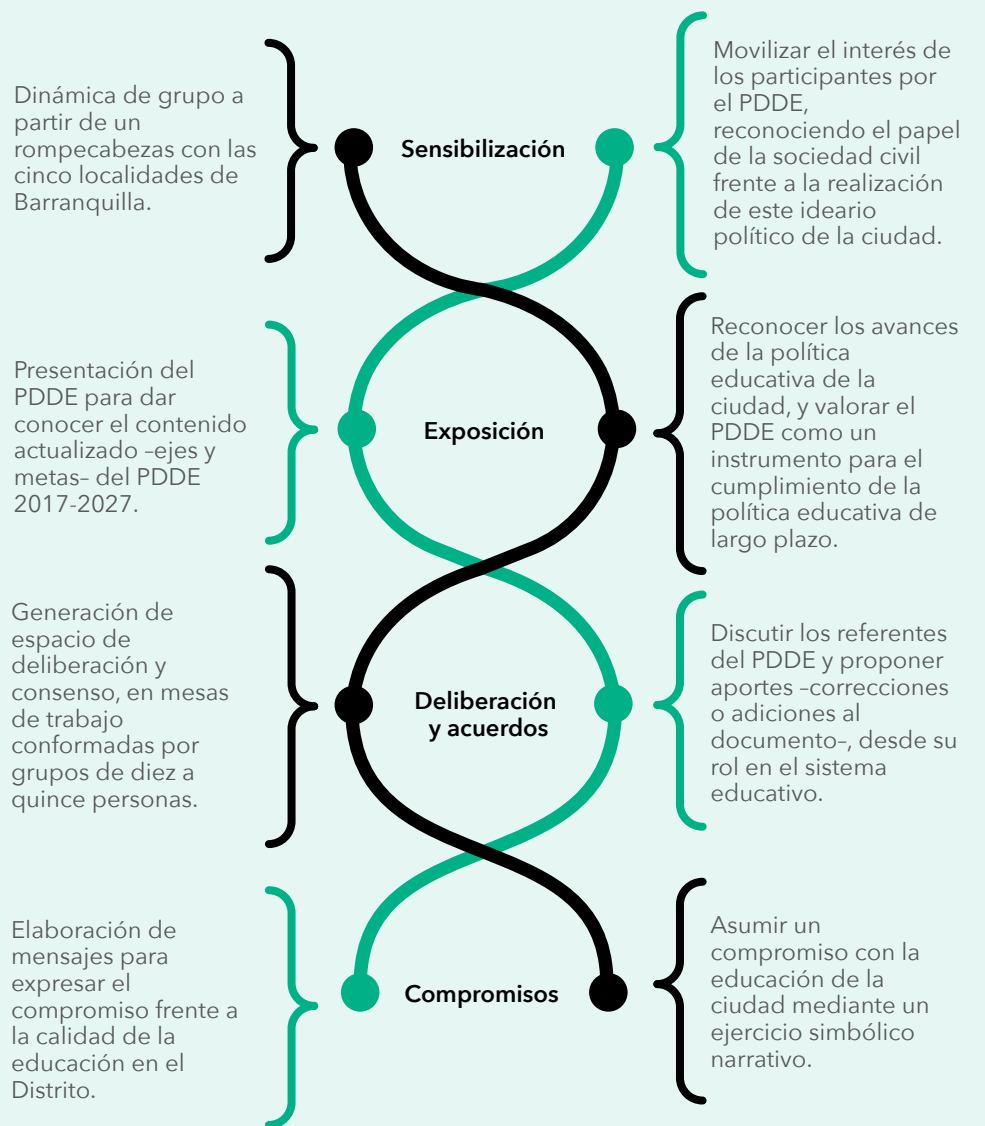 Dinámica de grupo a
partir de un
rompecabezas con las
cinco localidades de
Barranquilla.
Sensibilización
Movilizar el interés de
los participantes por
el PDDE,
reconociendo el papel
de la sociedad civil
frente a la realización
de este ideario
político de la ciudad.
Presentación del
PDDE para dar
conocer el contenido
actualizado –ejes y
metas– del PDDE
2017-2027.
Exposición
Reconocer los avances
de la política
educativa de la
ciudad, y valorar el
PDDE como un
instrumento para el
cumplimiento de la
política educativa de
largo plazo.
Generación de
espacio de
deliberación y
consenso, en mesas
de trabajo
conformadas por
grupos de diez a
quince personas.
Deliberación
y acuerdos
Discutir los referentes
del PDDE y proponer
aportes –correcciones
o adiciones al
documento–, desde su
rol en el sistema
educativo.
Elaboración de
mensajes para
expresar el
compromiso frente a
la calidad de la
educación en el
Distrito.
Compromisos
Asumir un
compromiso con la
educación de la
ciudad mediante un
ejercicio simbólico
narrativo.